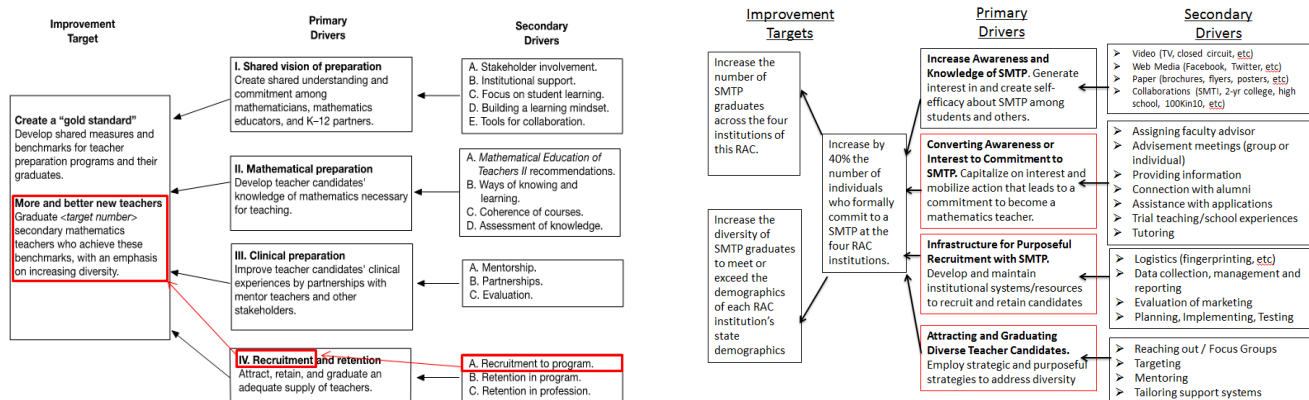 Improvement
Target
Primary
Drivers
Secondary
Drivers
Create a “gold standard”
Develop shared measures and
benchmarks for teacher
preparation programs and their
graduates.
More and better new teachers
Graduate <target number>
secondary mathematics
teachers who achieve these
benchmarks, with an emphasis
on increasing diversity.
I. Shared vision of preparation
Create shared understanding and
commitment among
mathematicians, mathematics
educators, and K–12 partners.
A. Stakeholder involvement.
B. Institutional support.
C. Focus on student learning.
D. Building a learning mindset.
E. Tools for collaboration.
II. Mathematical preparation
Develop teacher candidates’
knowledge of mathematics necessary
for teaching.
A. Mathematical Education of
Teachers II recommendations.
B. Ways of knowing and
learning.
C. Coherence of courses.
D. Assessment of knowledge.
III. Clinical preparation
Improve teacher candidates’ clinical
experiences by partnerships with
mentor teachers and other
stakeholders.
A. Mentorship.
B. Partnerships.
C. Evaluation.
IV. Recruitment and retention
Attract, retain, and graduate an
adequate supply of teachers.
A. Recruitment to program.
B. Retention in program.
C. Retention in profession.
Improvement
Targets
Primary
Drivers
Secondary
Drivers
Increase the
number of
SMTP
graduates
across the four
institutions of
this RAC.
Increase the
diversity of
SMTP graduates
to meet or
exceed the
demographics
of each RAC
institution’s
state
demographics
Increase by
40% the
number of
individuals
who formally
commit to a
SMTP at the
four RAC
institutions.
Increase Awareness and
Knowledge of SMTP. Generate
interest in and create self-
efficacy about SMTP among
students and others.
Video (TV, closed circuit, etc)
Web Media (Facebook, Twitter, etc)
Paper (brochures, flyers, posters, etc)
Collaborations (SMTI, 2-yr college, high
school, 100Kin10, etc)
Converting Awareness or
Interest to Commitment to
SMTP. Capitalize on interest and
mobilize action that leads to a
commitment to become a
mathematics teacher.
Assigning faculty advisor
Advisement meetings (group or
individual)
Providing information
Connection with alumni
Assistance with applications
Trial teaching/school experiences
Tutoring
Infrastructure for Purposeful
Recruitment with SMTP.
Develop and maintain
institutional systems/resources
to recruit and retain candidates
Logistics (fingerprinting, etc)
Data collection, management and
reporting
Evaluation of marketing
Planning, Implementing, Testing
Attracting and Graduating
Diverse Teacher Candidates.
Employ strategic and purposeful
strategies to address diversity
Reaching out / Focus Groups
Targeting
Mentoring
Tailoring support systems